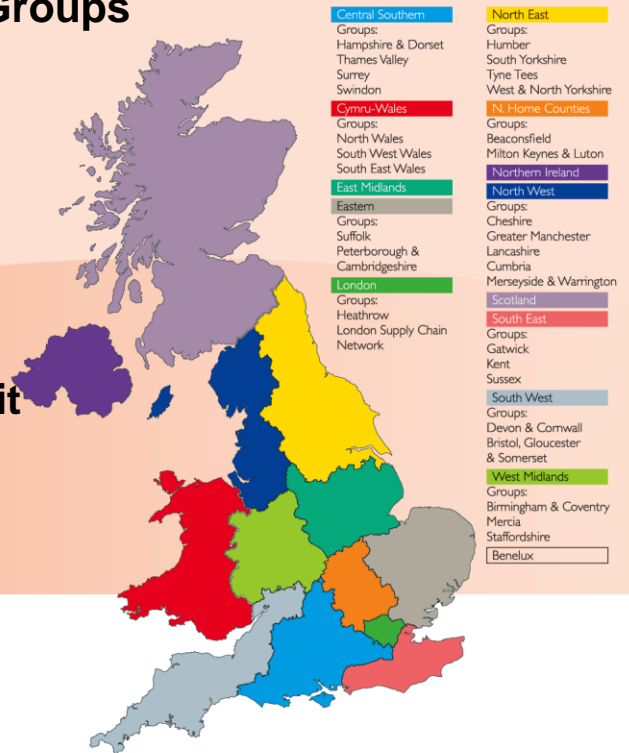 Groups
Central Southern
Groups:
Hampshire & Dorset
Thames Valley
Surrey
Swindon
Cymru-Wales
Groups:
North Wales
South West Wales
South East Wales
East Midlands
Eastern
Groups:
Suffolk
Peterborough &
Cambridgeshire
London
Groups:
Heathrow
London Supply Chain
Network
North East
Groups:
Humber
South Yorkshire
Tyne Tees
West & North Yorkshire
N. Home Counties
Groups:
Beaconsfield
Milton Keynes & Luton
Northern Ireland
North West
Groups:
Cheshire
Greater Manchester
Lancashire
Cumbria
Merseyside & Warrington
Scotland
South East
Groups:
Gatwick
Kent
Sussex
South West
Groups:
Devon & Cornwall
Bristol, Gloucester
& Somerset
West Midlands
Groups:
Birmingham & Coventry
Mercia
Staffordshire
Benelux
it